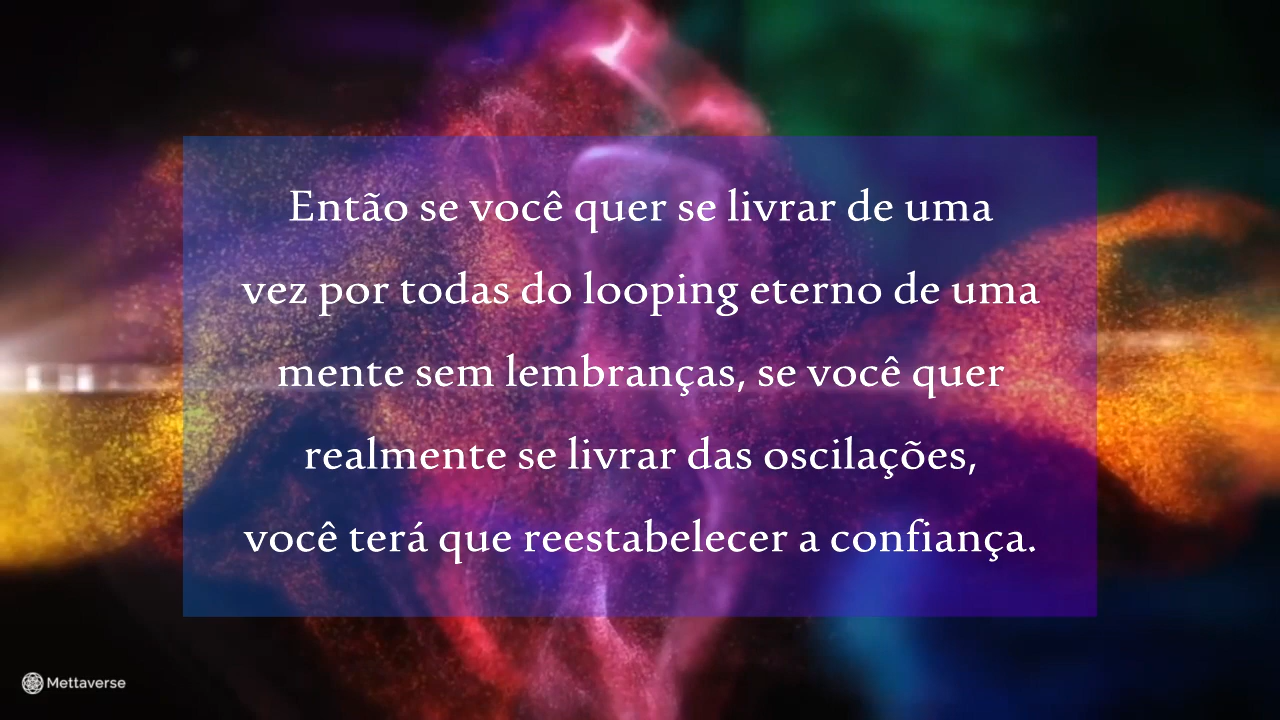 Então se você quer se livrar de uma
vez por todas do looping eterno de uma
mente sem lembranças, se você quer
realmente se livrar das oscilações,
você terá que reestabelecer a confiança.
Mettaverse